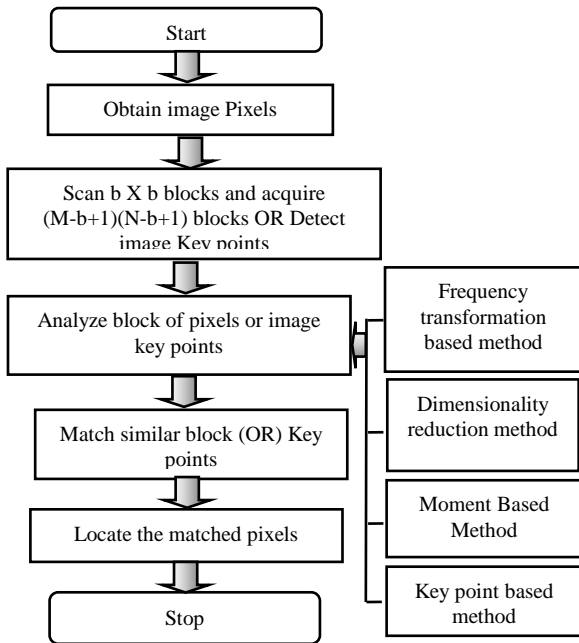 Start
Obtain image Pixels
Scan b X b blocks and acquire
(M-b+1)(N-b+1) blocks OR Detect
image Key points
Analyze block of pixels or image
key points
Match similar block (OR) Key
points
Locate the matched pixels
Stop
Frequency
transformation
based method
Dimensionality
reduction method
Moment Based
Method
Key point based
method